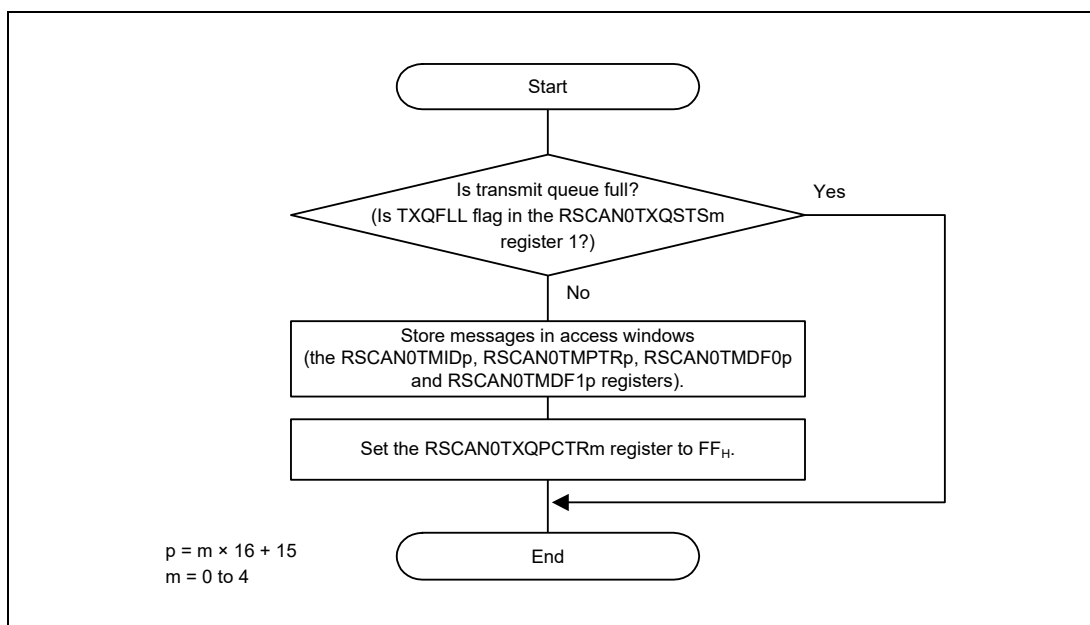 Start
Is transmit queue full?
(Is TXQFLL flag in the RSCAN0TXQSTSm
register 1?)
Yes
No
Store messages in access windows
(the RSCAN0TMIDp, RSCAN0TMPTRp, RSCAN0TMDF0p
and RSCAN0TMDF1p registers).
Set the RSCAN0TXQPCTRm register to FFH.
End
p = m × 16 + 15
m = 0 to 4